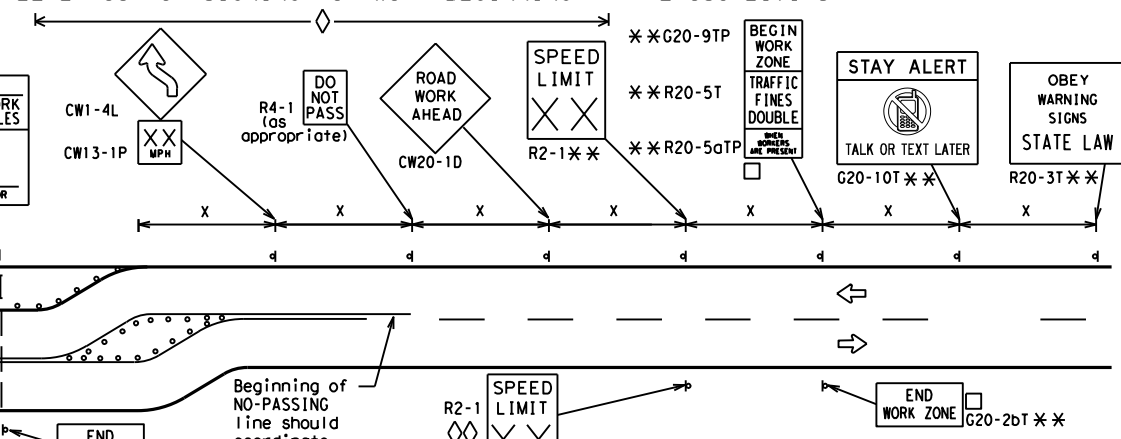 BEGIN
WORK
ZONE
TRAFFIC
FINES
DOUBLE
WHEN
WORKERS
ARE PRESENT
* * G20-9TP
* * R20-5T
* * R20-5aTP
SPEED
LIMIT
X X
R2-1 * *
STAY ALERT
TALK OR TEXT LATER
G20-10T * *
OBEY
WARNING
SIGNS
STATE LAW
R20-3T * *
ROAD
WORK
AHEAD
CW20-1D
DO
NOT
PASS
R4-1
(as
appropriate)
CW1-4L
XX
MPH
CW13-1P
X X X X X X X
Beginning of
NO-PASSING
line should
coordinate
R2-1
SPEED
LIMIT
END
WORK ZONE
G20-2bT * *
END